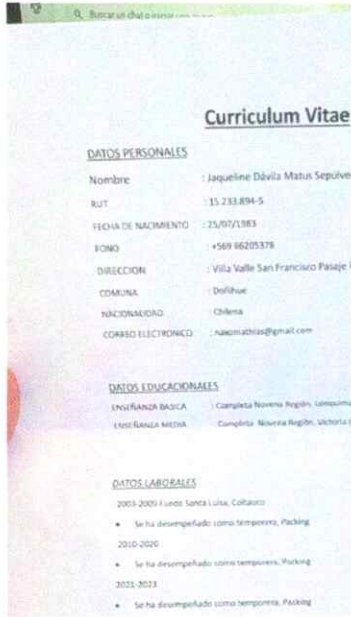 Buscar un chat o iniciar uno
Curriculum Vitae
DATOS PERSONALES
Nombre : Jaqueline Dávila Matus Sepúlve
RUT : 15.233.894-5
FECHA DE NACIMIENTO : 25/07/1983
FONO : +569 66205378
DIRECCION : Villa Valle San Francisco Pasaje
COMUNA : Doñihue
NACIONALIDAD : Chilena
CORREO ELECTRONICO : naxomathias@gmail.com
DATOS EDUCACIONALES
ENSEÑANZA BASICA : Completa Novena Región, Lonquima
ENSEÑANZA MEDIA : Completa Novena Región, Victoria
DATOS LABORALES
2003-2009 Fundo Santa Luisa, Coltauco
• Se ha desempeñado como temporera, Packing
2010-2020
• Se ha desempeñado como temporera, Packing
2021-2023
• Se ha desempeñado como temporera, Packing